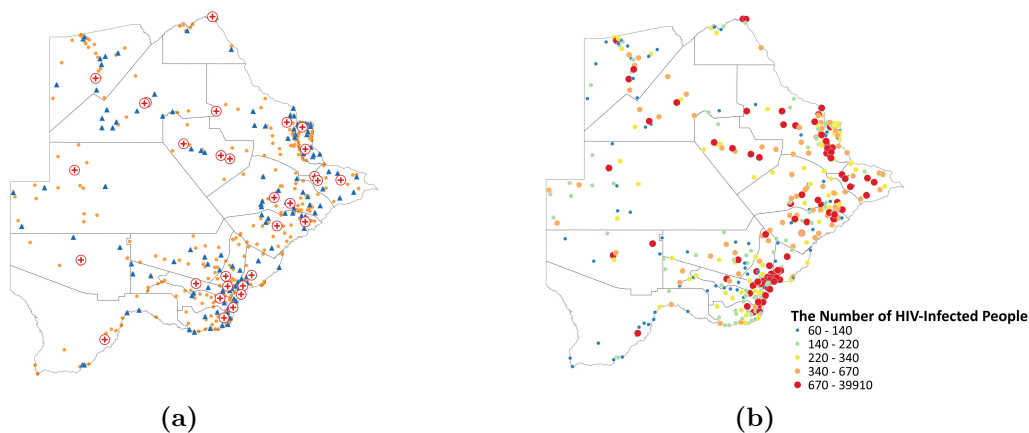 The Number of HIV-Infected People
60 - 140
140 - 220
220 - 340
340 - 670
670 - 39910
(a)
(b)